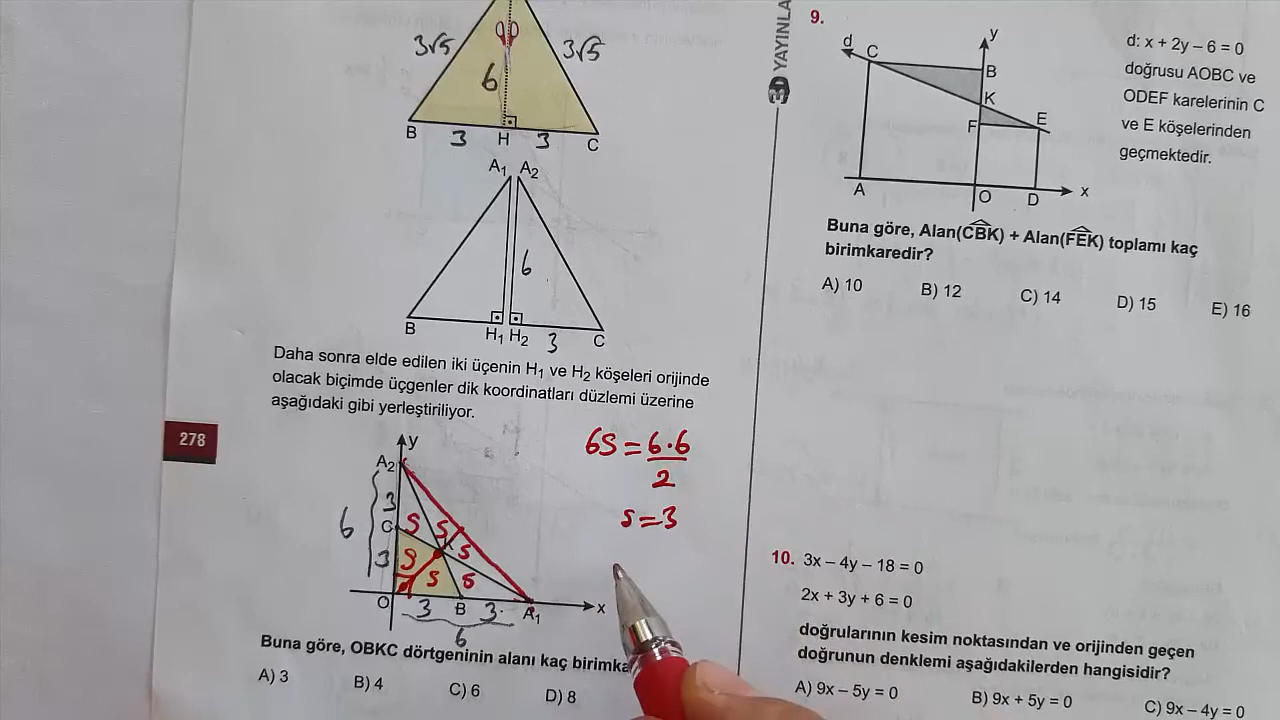 3√5
3√5
6
B
3
H
3
C
A1
A2
6
B
H1 H2
3
C
Daha sonra elde edilen iki üçenin H1 ve H2 köşeleri orijinde
olacak biçimde üçgenler dik koordinatları düzlemi üzerine
aşağıdaki gibi yerleştiriliyor.
278
y
A2
6
3
C
3
S
S
S
S
S
S
O
3
B
3
A1
x
6
6S = 6·6
2
S = 3
Buna göre, OBKC dörtgeninin alanı kaç birimka
A) 3
B) 4
C) 6
D) 8
3D YAYINLA
9.
d
C
y
B
K
F
E
A
O
D
x
d: x + 2y – 6 = 0
doğrusu AOBC ve
ODEF karelerinin C
ve E köşelerinden
geçmektedir.
Buna göre, Alan(CBK) + Alan(FEK) toplamı kaç
birimkaredir?
A) 10
B) 12
C) 14
D) 15
E) 16
10. 3x – 4y – 18 = 0
2x + 3y + 6 = 0
doğrularının kesim noktasından ve orijinden geçen
doğrunun denklemi aşağıdakilerden hangisidir?
A) 9x – 5y = 0
B) 9x + 5y = 0
C) 9x – 4y = 0